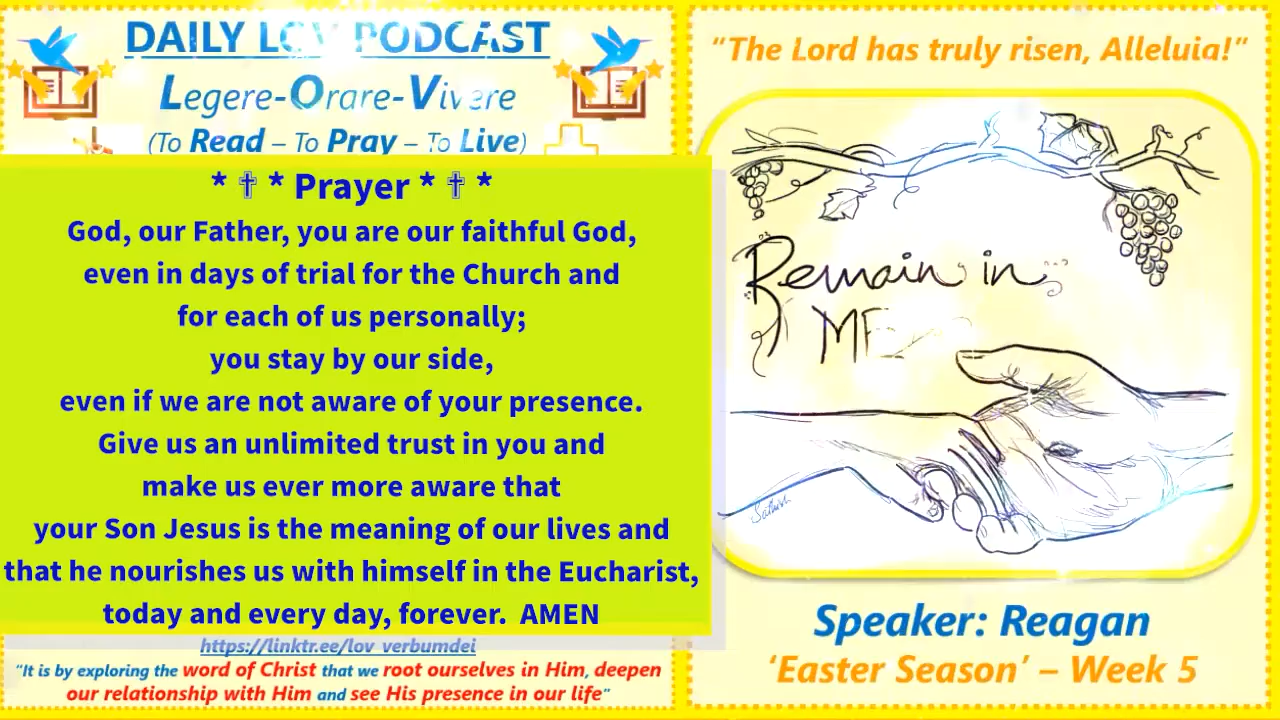 DAILY LOV PODCAST
Legere-Orare-Vivere
(To Read – To Pray – To Live)
* ✝ * Prayer * ✝ *
God, our Father, you are our faithful God,
even in days of trial for the Church and
for each of us personally;
you stay by our side,
even if we are not aware of your presence.
Give us an unlimited trust in you and
make us ever more aware that
your Son Jesus is the meaning of our lives and
that he nourishes us with himself in the Eucharist,
today and every day, forever.  AMEN
https://linktr.ee/lov_verbumdei
“It is by exploring the word of Christ that we root ourselves in Him, deepen
our relationship with Him and see His presence in our life”
“The Lord has truly risen, Alleluia!”
Remain in
ME
Sathish
Speaker: Reagan
‘Easter Season’ – Week 5